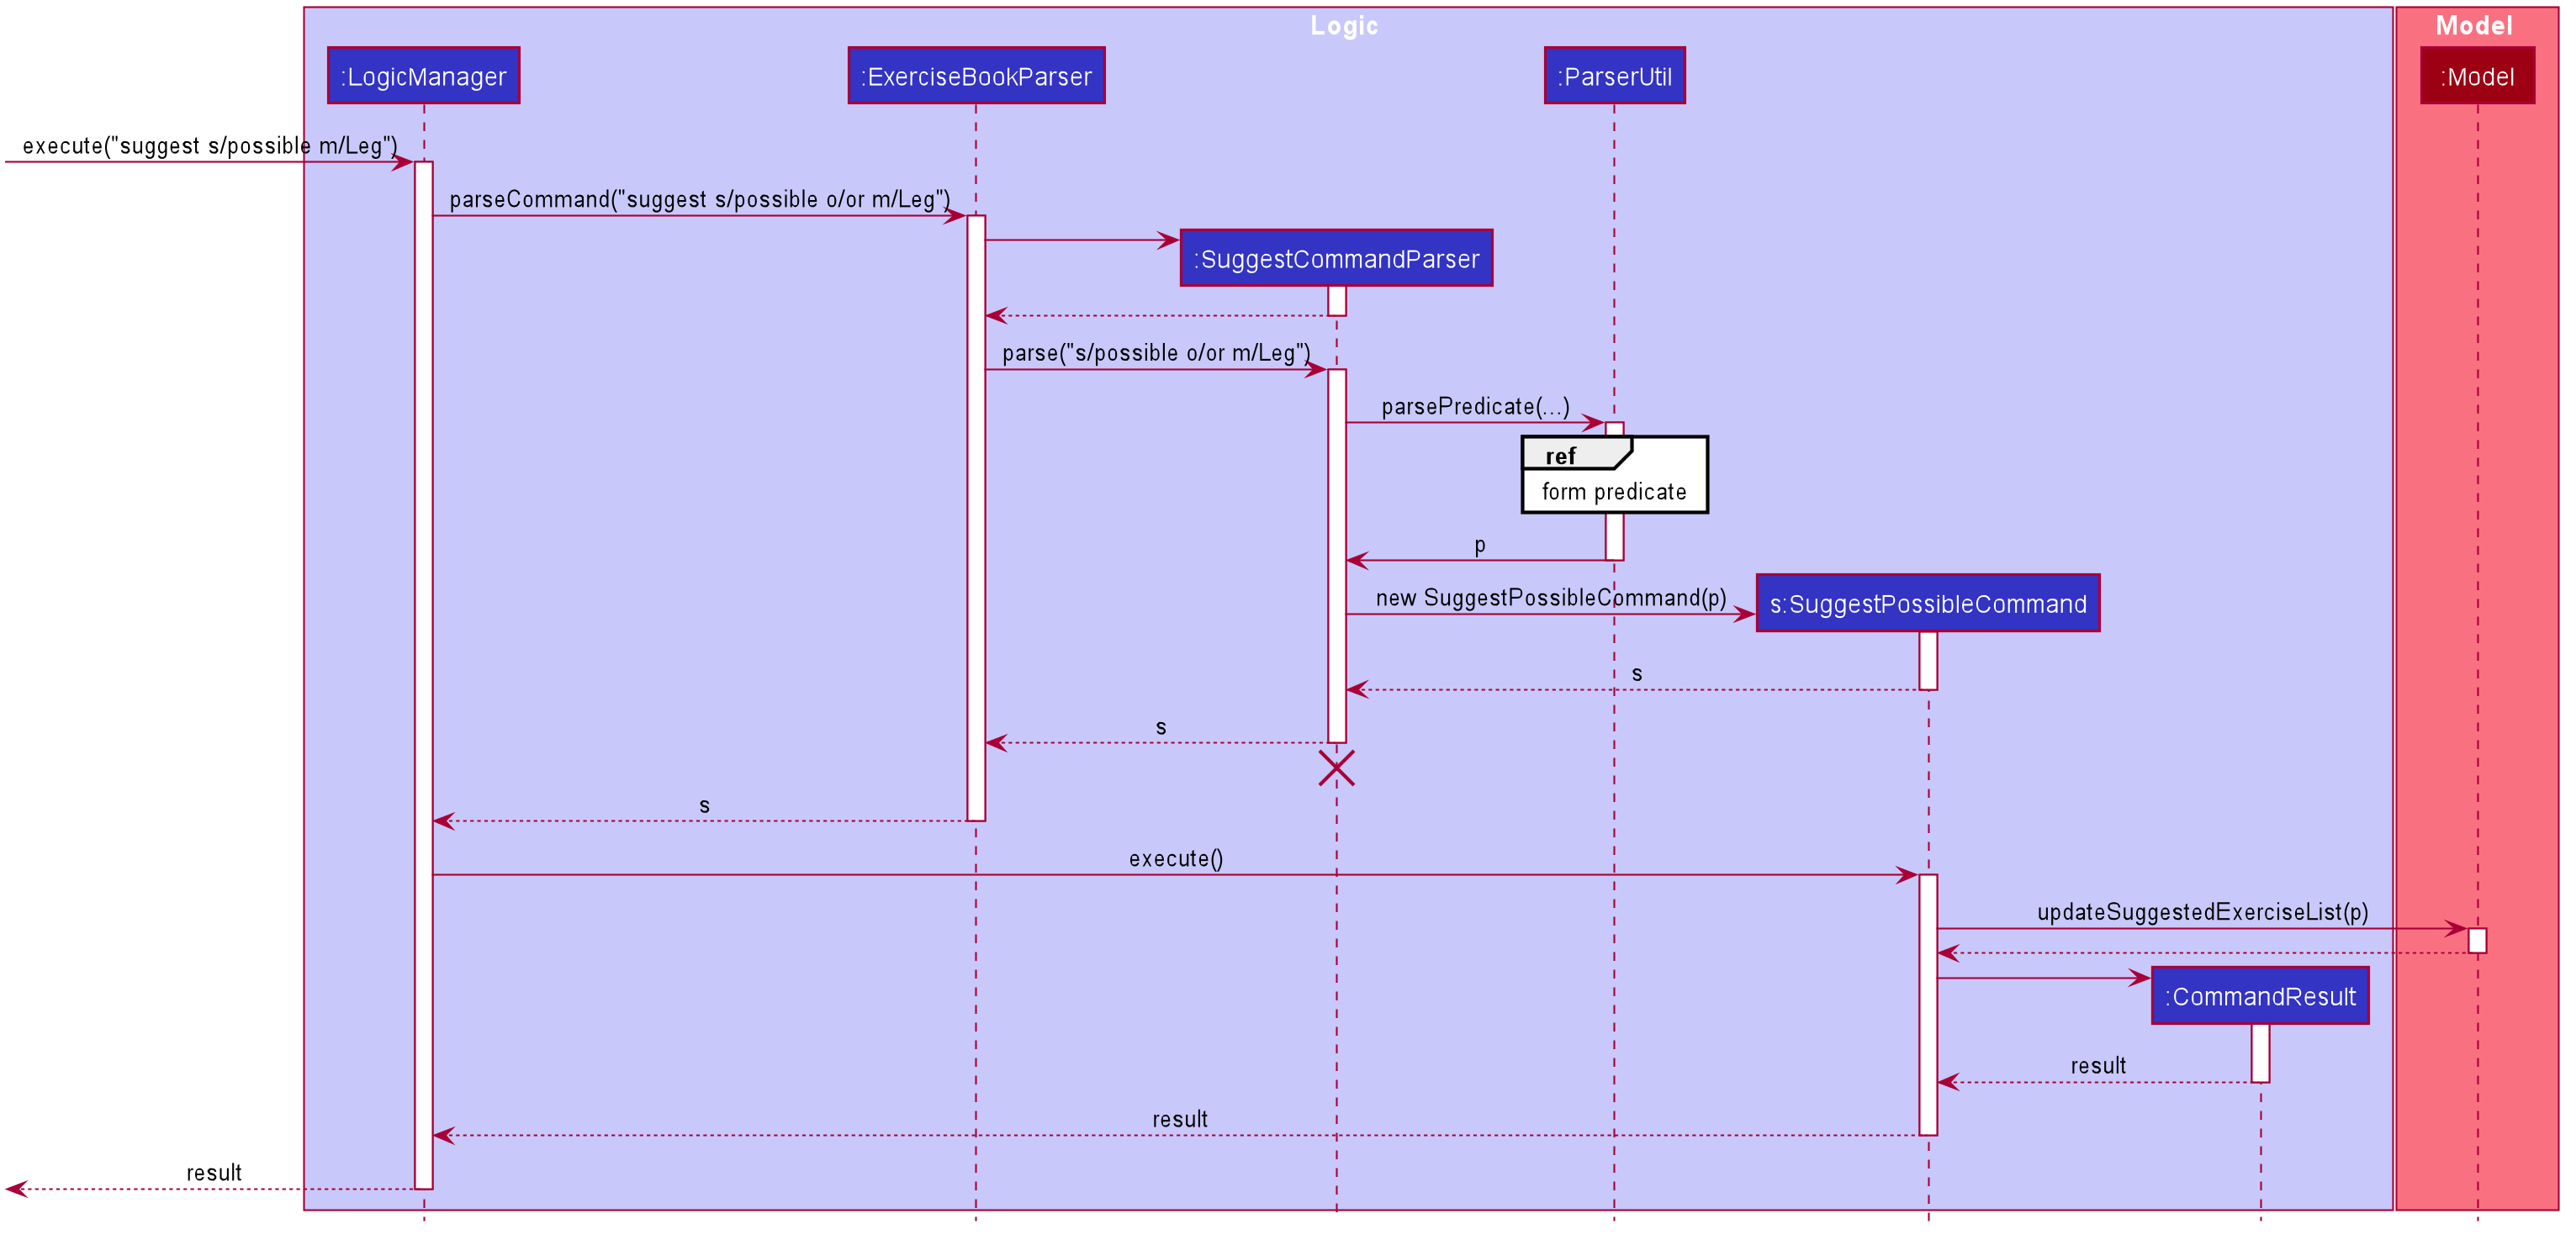 Logic
Model
:LogicManager
:ExerciseBookParser
:ParserUtil
:Model
execute("suggest s/possible m/Leg")
parseCommand("suggest s/possible o/or m/Leg")
:SuggestCommandParser
parse("s/possible o/or m/Leg")
parsePredicate(...)
ref
form predicate
p
new SuggestPossibleCommand(p)
s:SuggestPossibleCommand
s
s
s
execute()
updateSuggestedExerciseList(p)
:CommandResult
result
result
result